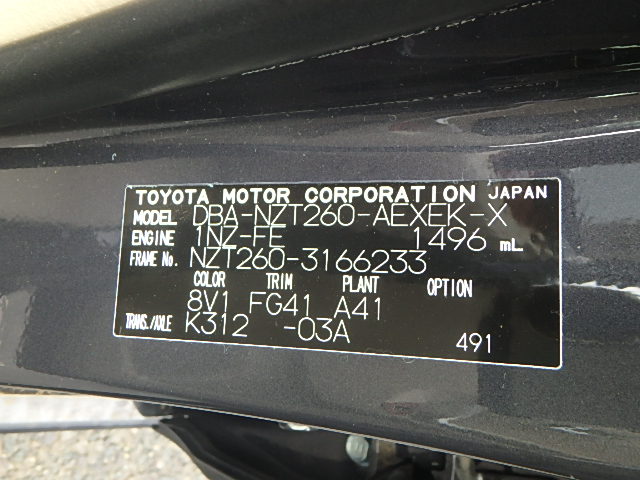 TOYOTA MOTOR CORPORATION JAPAN
MODEL DBA-NZT260-AEXEK-X
ENGINE 1NZ-FE 1496 mL
FRAME No. NZT260-3166233
COLOR TRIM PLANT OPTION
8V1 FG41 A41
TRANS./AXLE K312 -03A
491